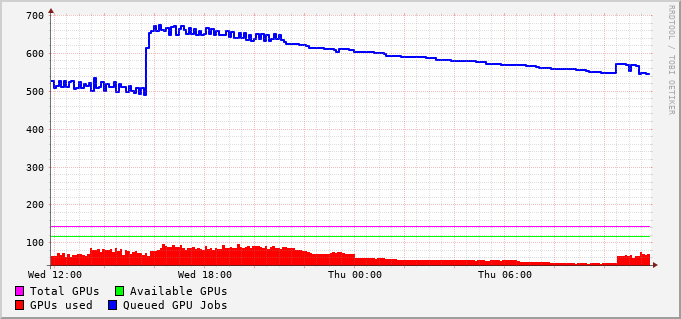 700
600
500
400
300
200
100
Wed 12:00 Wed 18:00 Thu 00:00 Thu 06:00
Total GPUs Available GPUs
GPUs used Queued GPU Jobs
RRDTOOL / TOBI OETIKER